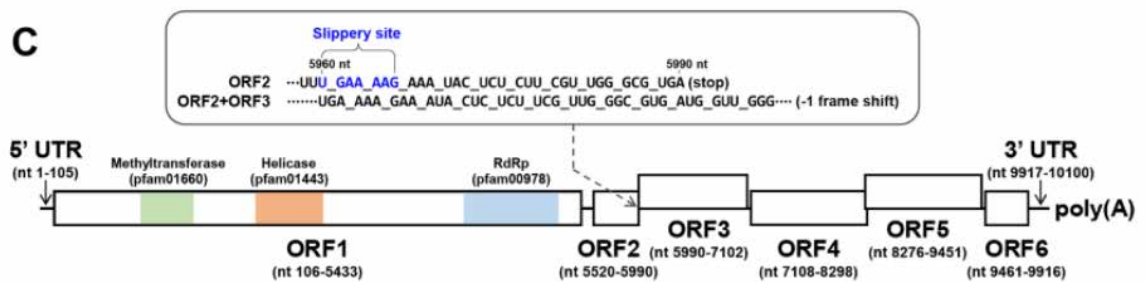 C
Slippery site
5960 nt 5990 nt
ORF2 ···UUU_GAA_AAG_AAA_UAC_UCU_CUU_CGU_UGG_GCG_UGA (stop)
ORF2+ORF3 ·······UGA_AAA_GAA_AUA_CUC_UCU_UCG_UUG_GGC_GUG_AUG_GUU_GGG···· (-1 frame shift)
5’ UTR
(nt 1-105)
Methyltransferase
(pfam01660)
Helicase
(pfam01443)
RdRp
(pfam00978)
3’ UTR
(nt 9917-10100)
poly(A)
ORF1
(nt 106-5433)
ORF2
(nt 5520-5990)
ORF3
(nt 5990-7102)
ORF4
(nt 7108-8298)
ORF5
(nt 8276-9451)
ORF6
(nt 9461-9916)